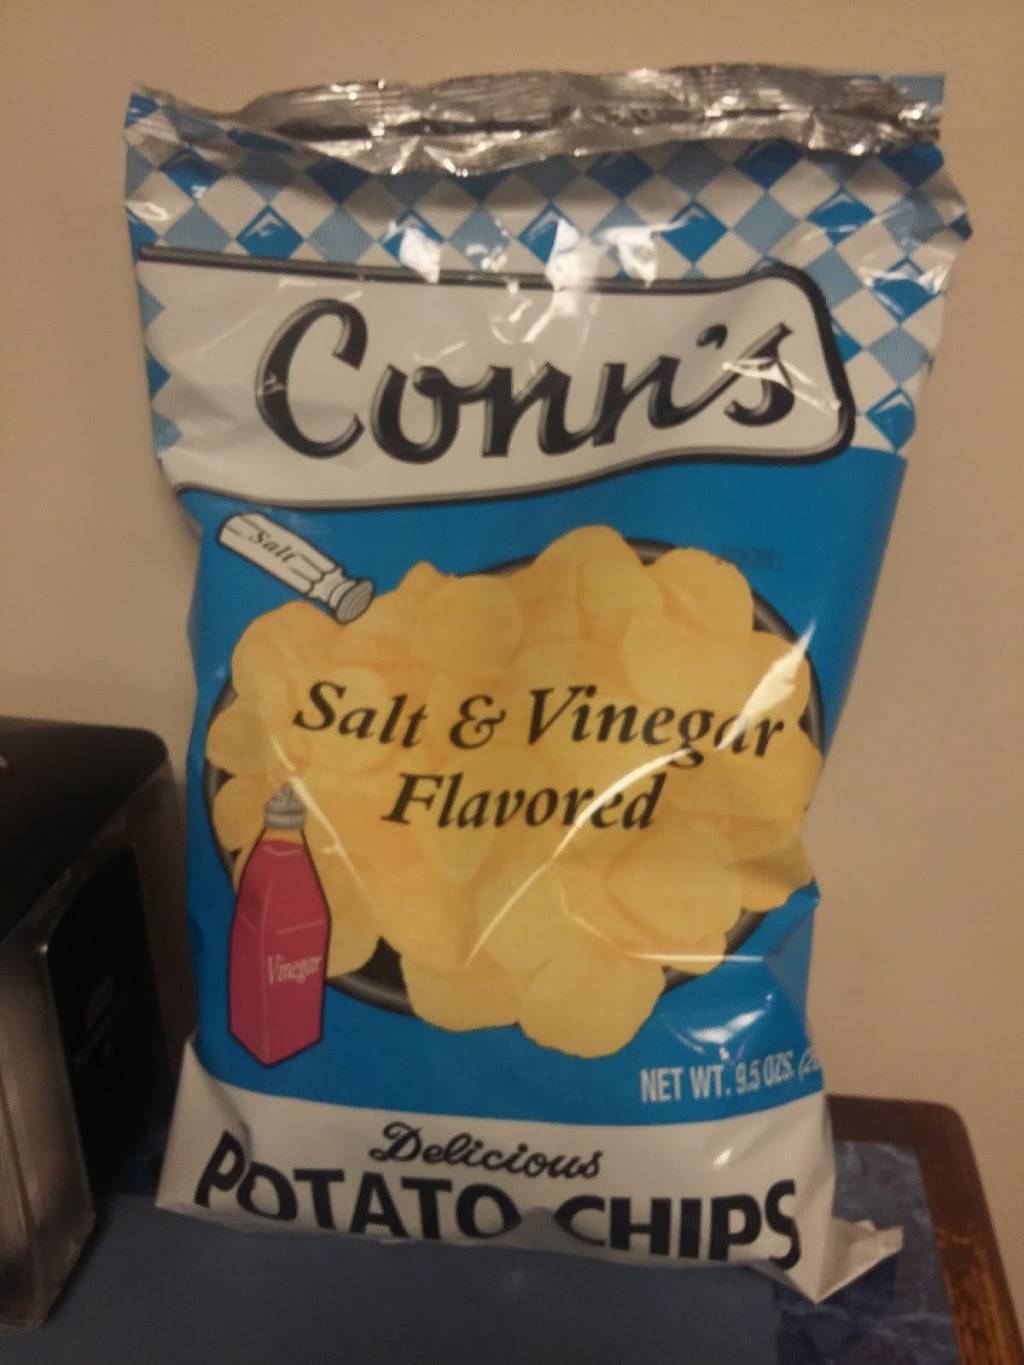 Conn's
Salt
Salt & Vinegar
Flavored
Vinegar
NET WT. 9.5 OZS.
Delicious
POTATO CHIPS